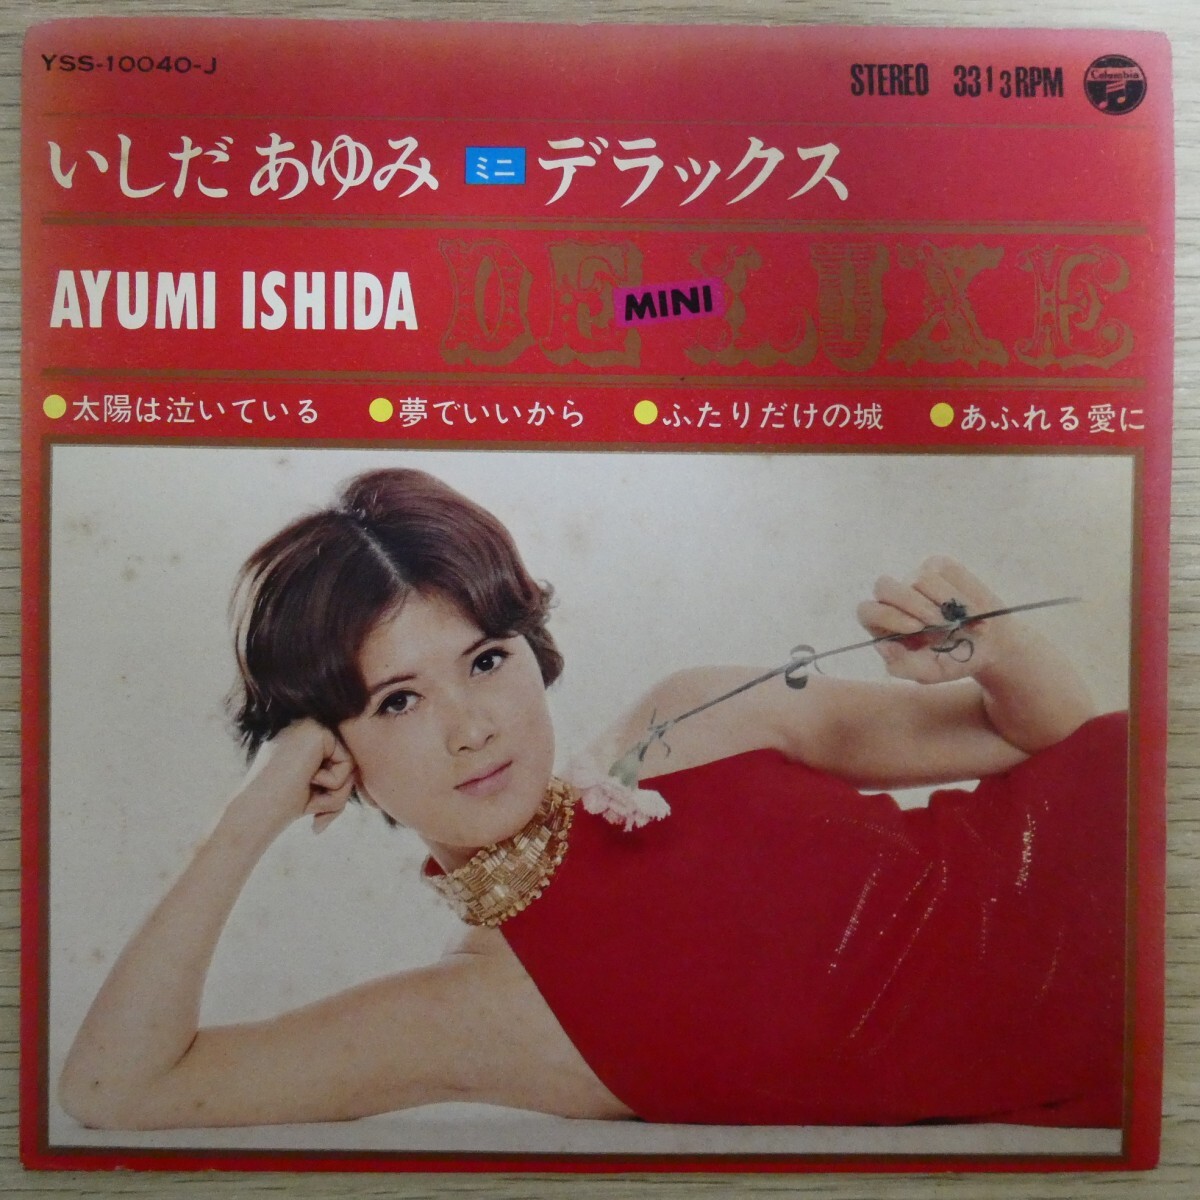 YSS-10040-J
STEREO 33 1/3 RPM Columbia
いしだあゆみ ミニ デラックス
AYUMI ISHIDA DELUXE MINI
●太陽は泣いている ●夢でいいから ●ふたりだけの城 ●あふれる愛に